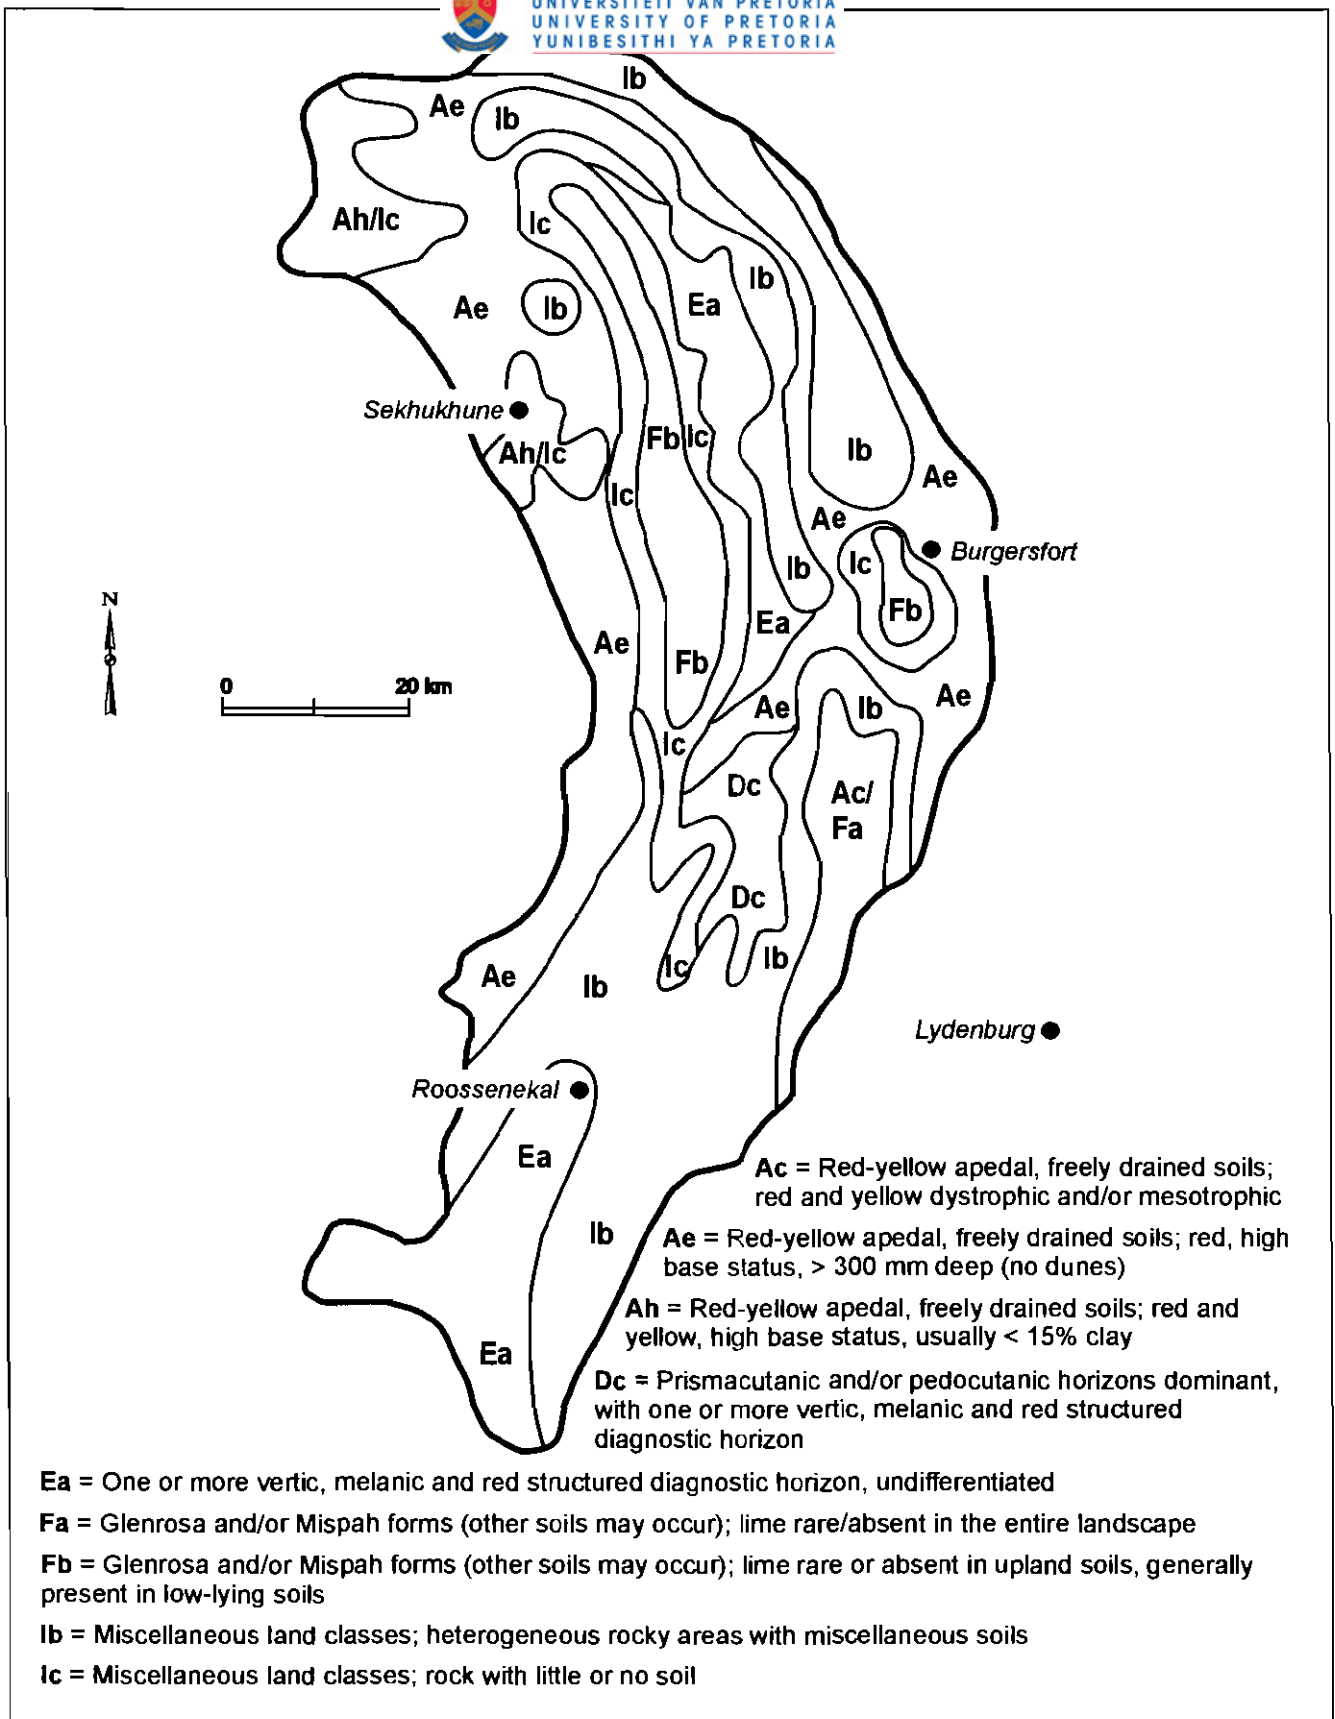 UNIVERSITEIT VAN PRETORIA
UNIVERSITY OF PRETORIA
YUNIBESITHI YA PRETORIA
Ib
Ae
Ib
Ah/Ic
Ic
Ib
Ae
Ib
Ea
Sekhukhune
Fb
Ic
Ib
Ah/Ic
Ae
Ic
Ae
Burgersfort
Ic
Ib
N
Fb
Ea
Ae
Fb
0
20 km
Ae
Ae
Ib
Ic
Dc
Ac/
Fa
Dc
Ib
Ic
Ae
Ib
Lydenburg
Roossenekal
Ea
Ib
Ea
Ac = Red-yellow apedal, freely drained soils;
red and yellow dystrophic and/or mesotrophic
Ae = Red-yellow apedal, freely drained soils; red, high
base status, > 300 mm deep (no dunes)
Ah = Red-yellow apedal, freely drained soils; red and
yellow, high base status, usually < 15% clay
Dc = Prismacutanic and/or pedocutanic horizons dominant,
with one or more vertic, melanic and red structured
diagnostic horizon
Ea = One or more vertic, melanic and red structured diagnostic horizon, undifferentiated
Fa = Glenrosa and/or Mispah forms (other soils may occur); lime rare/absent in the entire landscape
Fb = Glenrosa and/or Mispah forms (other soils may occur); lime rare or absent in upland soils, generally
present in low-lying soils
Ib = Miscellaneous land classes; heterogeneous rocky areas with miscellaneous soils
Ic = Miscellaneous land classes; rock with little or no soil